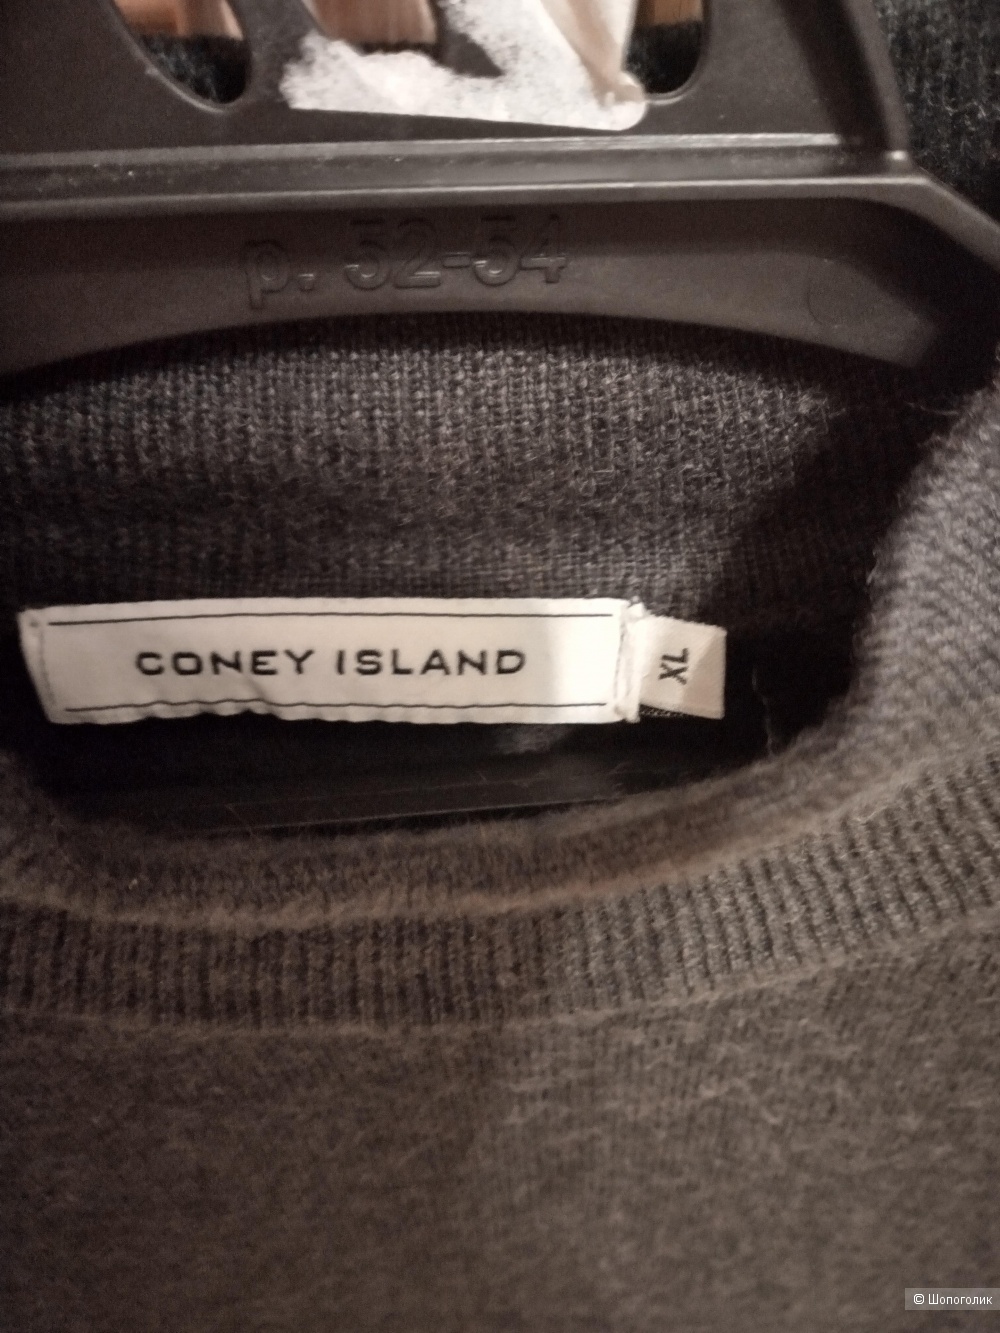 р. 52-54
CONEY ISLAND
XL
© Шопоголик